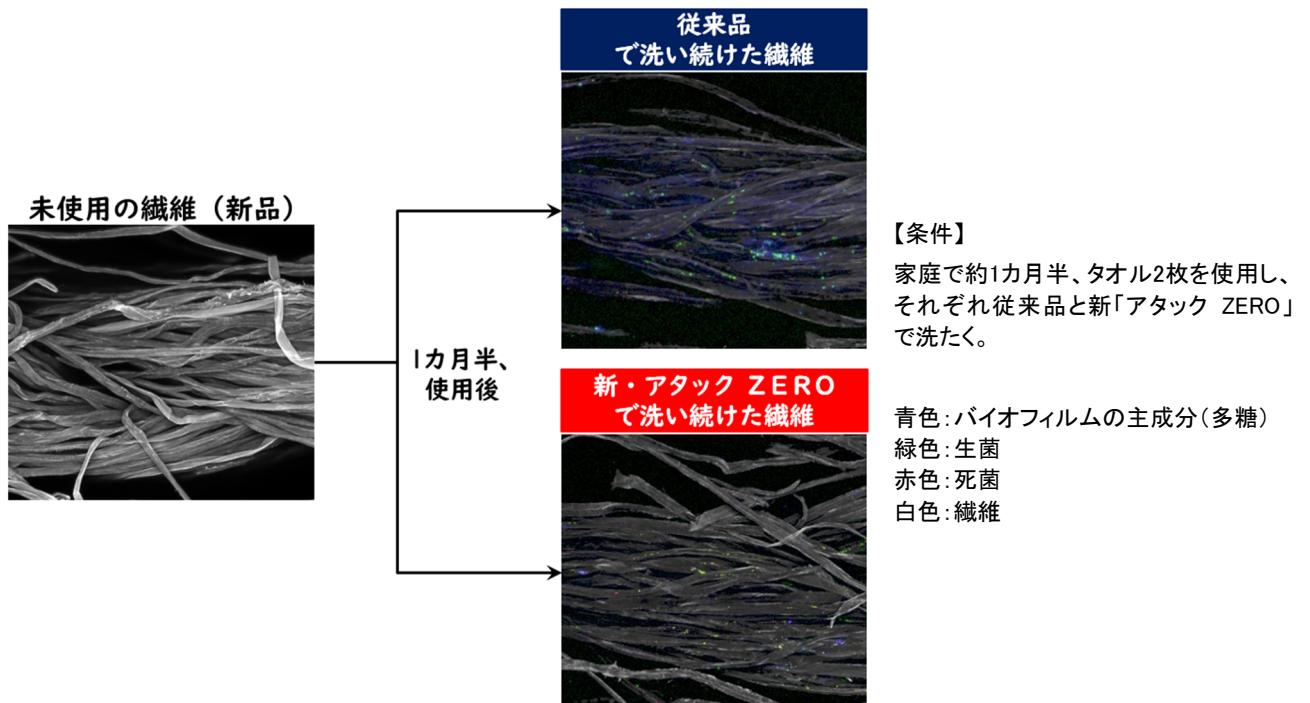 従来品
で洗い続けた繊維
未使用の繊維（新品）
1カ月半、
使用後
新・アタック ZERO
で洗い続けた繊維
【条件】
家庭で約1カ月半、タオル2枚を使用し、
それぞれ従来品と新「アタック ZERO」
で洗たく。
青色：バイオフィルムの主成分（多糖）
緑色：生菌
赤色：死菌
白色：繊維